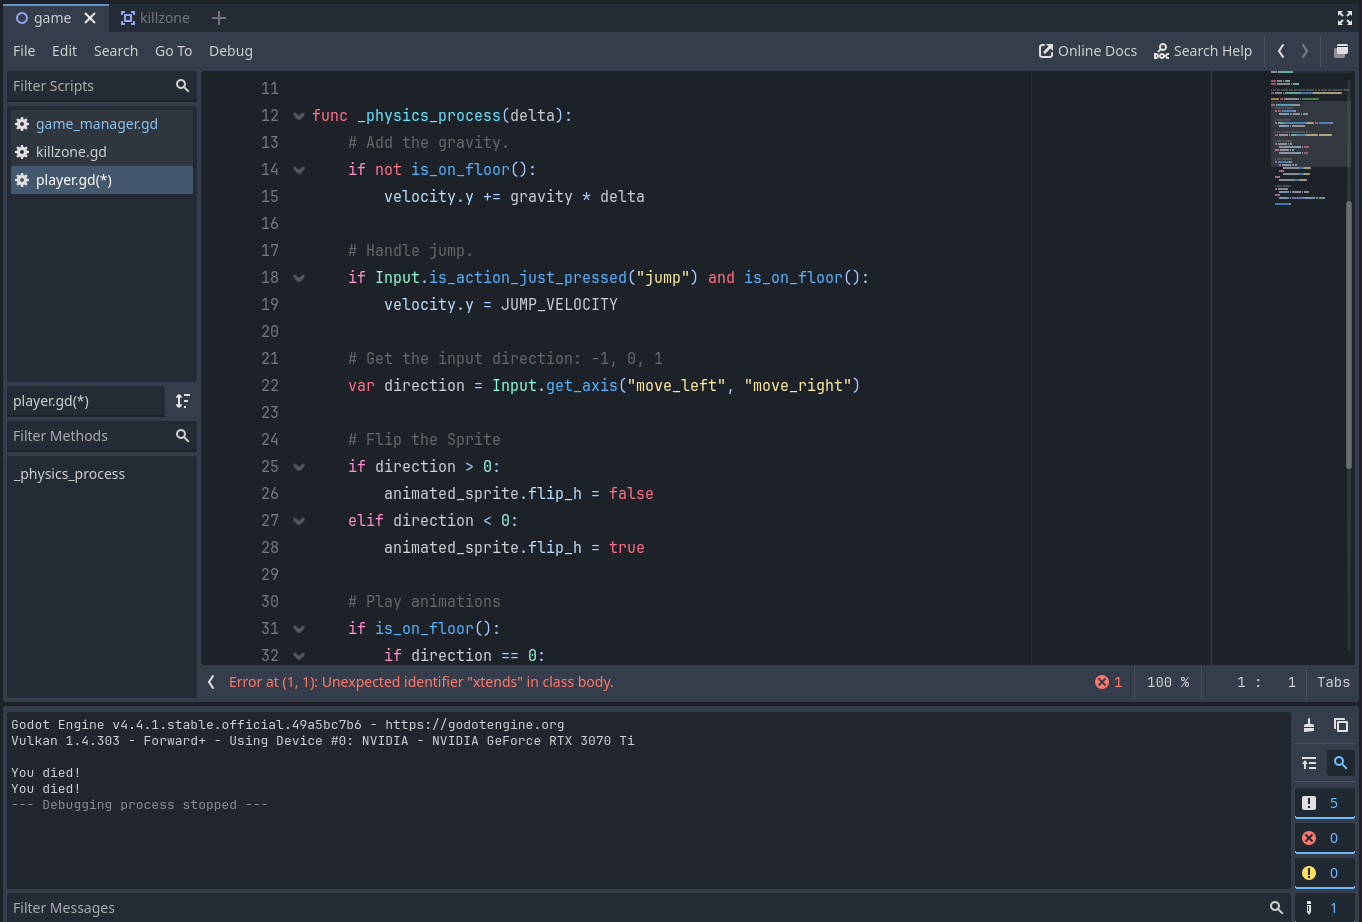 game
killzone
File Edit Search Go To Debug
Online Docs
Search Help
Filter Scripts
game_manager.gd
killzone.gd
player.gd(*)
player.gd(*)
Filter Methods
_physics_process
11
12 func _physics_process(delta):
13 # Add the gravity.
14 if not is_on_floor():
15 velocity.y += gravity * delta
16
17 # Handle jump.
18 if Input.is_action_just_pressed("jump") and is_on_floor():
19 velocity.y = JUMP_VELOCITY
20
21 # Get the input direction: -1, 0, 1
22 var direction = Input.get_axis("move_left", "move_right")
23
24 # Flip the Sprite
25 if direction > 0:
26 animated_sprite.flip_h = false
27 elif direction < 0:
28 animated_sprite.flip_h = true
29
30 # Play animations
31 if is_on_floor():
32 if direction == 0:
Error at (1, 1): Unexpected identifier "xtends" in class body.
1
100 %
1 : 1
Tabs
Godot Engine v4.4.1.stable.official.49a5bc7b6 - https://godotengine.org
Vulkan 1.4.303 - Forward+ - Using Device #0: NVIDIA - NVIDIA GeForce RTX 3070 Ti
You died!
You died!
--- Debugging process stopped ---
5
0
0
1
Filter Messages